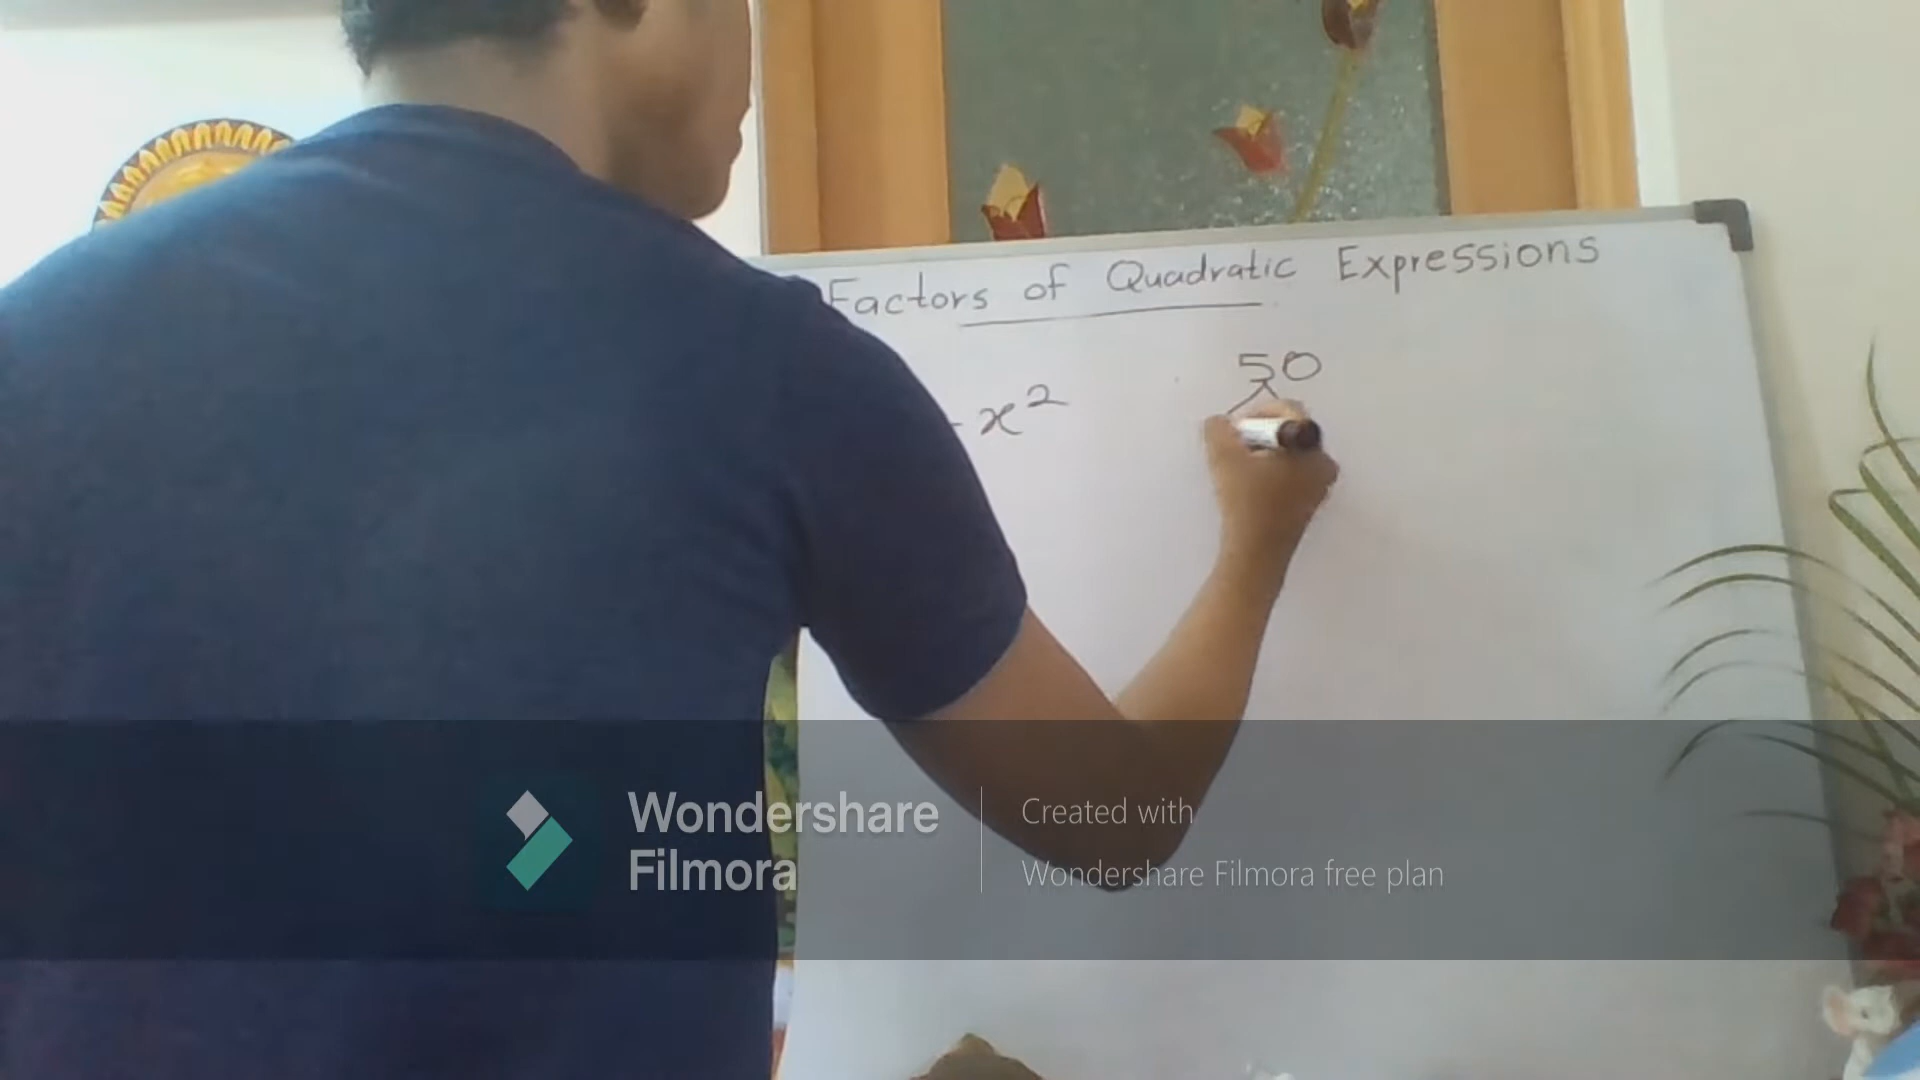 Factors of Quadratic Expressions
50
- x²
Wondershare
Filmora
Created with
Wondershare Filmora free plan